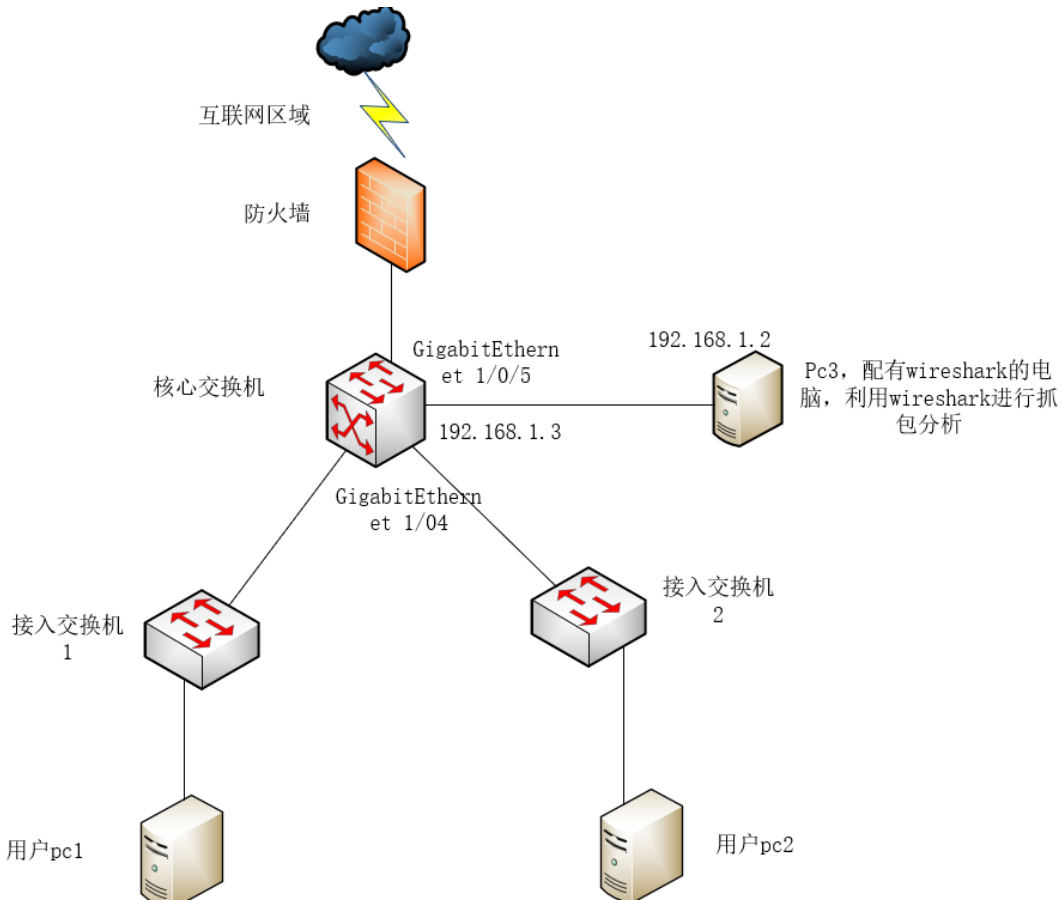 互联网区域
防火墙
核心交换机
GigabitEthern
et 1/0/5
192.168.1.2
192.168.1.3
Pc3，配有wireshark的电
脑，利用wireshark进行抓
包分析
GigabitEthern
et 1/04
接入交换机
1
接入交换机
2
用户pc1
用户pc2